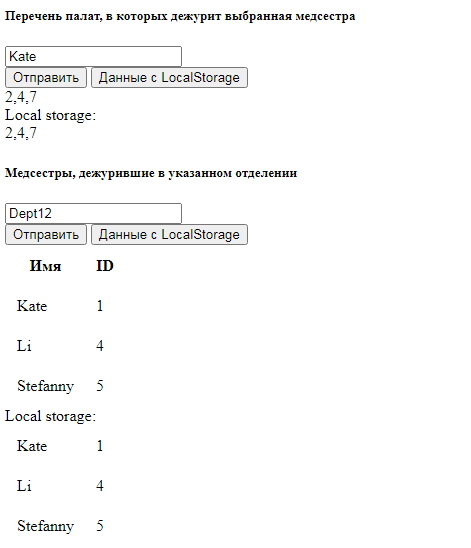 Перечень палат, в которых дежурит выбранная медсестра
Kate
Отправить Данные с LocalStorage
2,4,7
Local storage:
2,4,7
Медсестры, дежурившие в указанном отделении
Dept12
Отправить Данные с LocalStorage
Имя ID
Kate 1
Li 4
Stefanny 5
Local storage:
Kate 1
Li 4
Stefanny 5